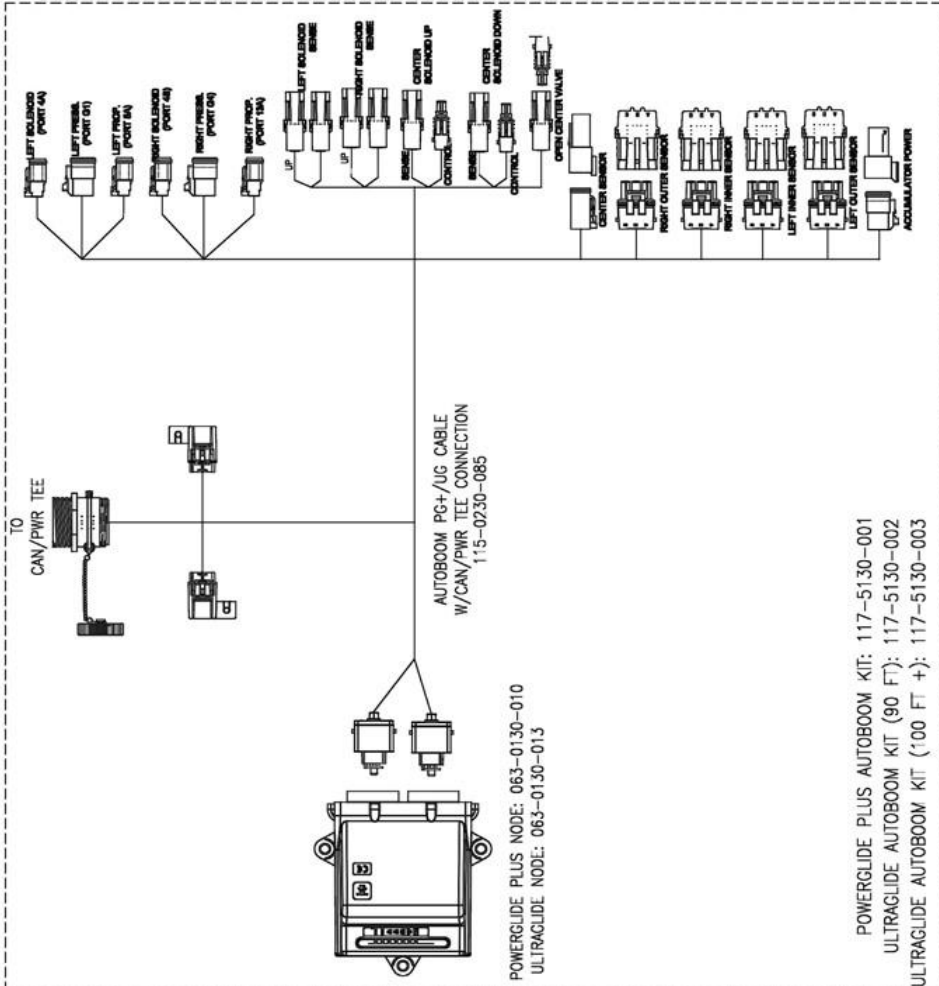 TO
CAN/PWR TEE
LEFT SOLENOID
(PORT 4A)
LEFT PRESS.
(PORT G1)
LEFT PROP.
(PORT 8A)
RIGHT SOLENOID
(PORT 4B)
RIGHT PRESS.
(PORT G4)
RIGHT PROP.
(PORT 13A)
UP
LEFT SOLENOID
SENSE
UP
RIGHT SOLENOID
SENSE
SENSE
CONTROL
CENTER
SOLENOID UP
SENSE
CONTROL
CENTER
SOLENOID DOWN
OPEN CENTER VALVE
CENTER SENSOR
RIGHT OUTER SENSOR
RIGHT INNER SENSOR
LEFT INNER SENSOR
LEFT OUTER SENSOR
ACCUMULATOR POWER
AUTOBOOM PG+/UG CABLE
W/CAN/PWR TEE CONNECTION
115-0230-085
POWERGLIDE PLUS NODE: 063-0130-010
ULTRAGLIDE NODE: 063-0130-013
POWERGLIDE PLUS AUTOBOOM KIT: 117-5130-001
ULTRAGLIDE AUTOBOOM KIT (90 FT): 117-5130-002
ULTRAGLIDE AUTOBOOM KIT (100 FT +): 117-5130-003